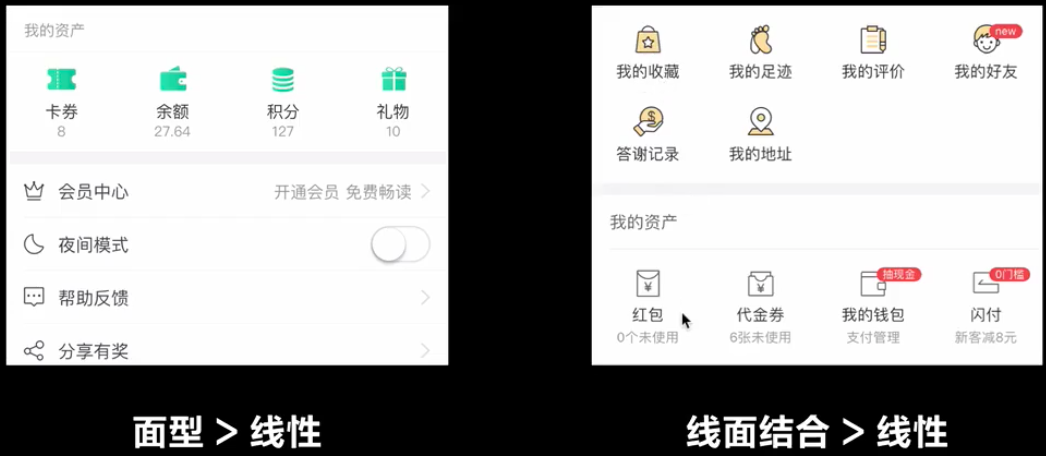 我的资产
卡券 余额 积分 礼物
8 27.64 127 10
会员中心 开通会员 免费畅读
夜间模式
帮助反馈
分享有奖
面型 > 线性
new
我的收藏 我的足迹 我的评价 我的好友
答谢记录 我的地址
我的资产
抽现金 0门槛
红包 代金券 我的钱包 闪付
0个未使用 6张未使用 支付管理 新客减8元
线面结合 > 线性